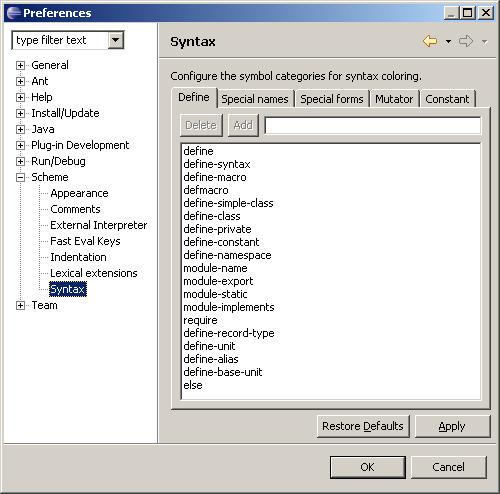 Preferences
type filter text
General
Ant
Help
Install/Update
Java
Plug-in Development
Run/Debug
Scheme
Appearance
Comments
External Interpreter
Fast Eval Keys
Indentation
Lexical extensions
Syntax
Team
Syntax
Configure the symbol categories for syntax coloring.
Define Special names Special forms Mutator Constant
Delete Add
define
define-syntax
define-macro
defmacro
define-simple-class
define-class
define-private
define-constant
define-namespace
module-name
module-export
module-static
module-implements
require
define-record-type
define-unit
define-alias
define-base-unit
else
Restore Defaults Apply
OK Cancel